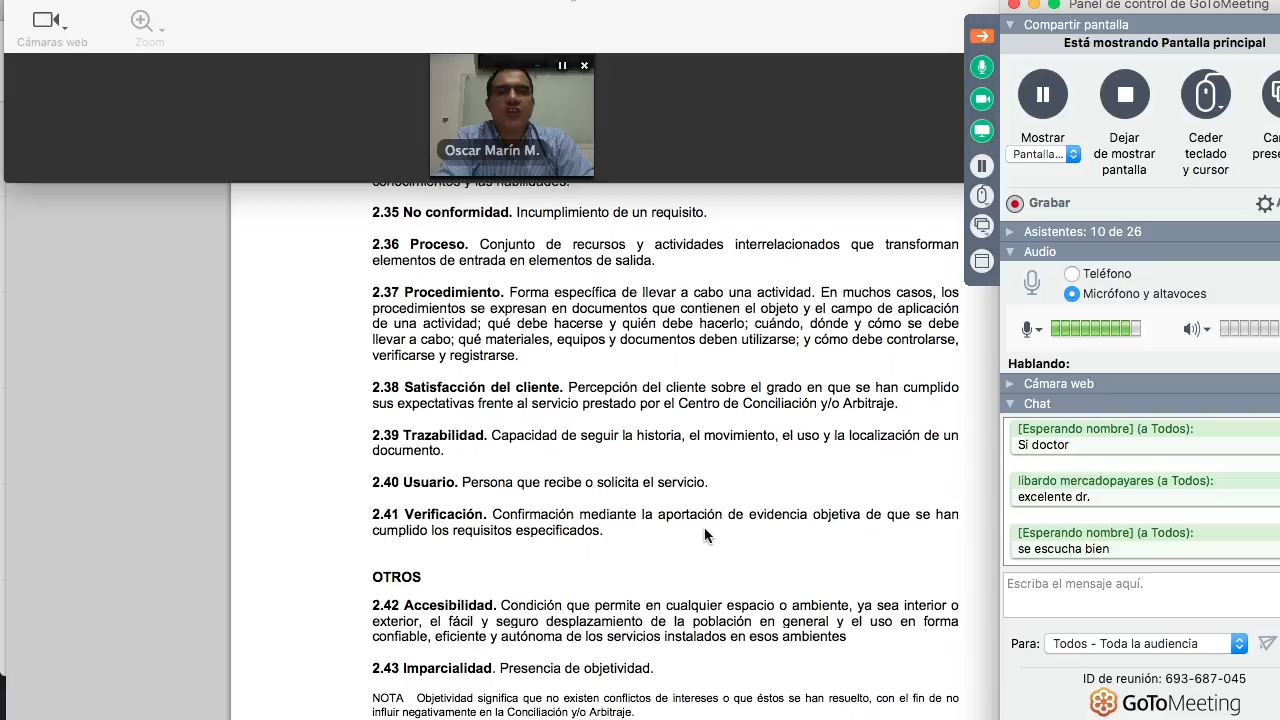 Cámaras web
Zoom
Oscar Marín M.
conocimientos y las habilidades.
2.35 No conformidad. Incumplimiento de un requisito.
2.36 Proceso. Conjunto de recursos y actividades interrelacionados que transforman
elementos de entrada en elementos de salida.
2.37 Procedimiento. Forma específica de llevar a cabo una actividad. En muchos casos, los
procedimientos se expresan en documentos que contienen el objeto y el campo de aplicación
de una actividad; qué debe hacerse y quién debe hacerlo; cuándo, dónde y cómo se debe
llevar a cabo; qué materiales, equipos y documentos deben utilizarse; y cómo debe controlarse,
verificarse y registrarse.
2.38 Satisfacción del cliente. Percepción del cliente sobre el grado en que se han cumplido
sus expectativas frente al servicio prestado por el Centro de Conciliación y/o Arbitraje.
2.39 Trazabilidad. Capacidad de seguir la historia, el movimiento, el uso y la localización de un
documento.
2.40 Usuario. Persona que recibe o solicita el servicio.
2.41 Verificación. Confirmación mediante la aportación de evidencia objetiva de que se han
cumplido los requisitos especificados.
OTROS
2.42 Accesibilidad. Condición que permite en cualquier espacio o ambiente, ya sea interior o
exterior, el fácil y seguro desplazamiento de la población en general y el uso en forma
confiable, eficiente y autónoma de los servicios instalados en esos ambientes
2.43 Imparcialidad. Presencia de objetividad.
NOTA Objetividad significa que no existen conflictos de intereses o que éstos se han resuelto, con el fin de no
influir negativamente en la Conciliación y/o Arbitraje.
Panel de control de GoToMeeting
Compartir pantalla
Está mostrando Pantalla principal
Mostrar
Pantalla...
Dejar
de mostrar
pantalla
Ceder
teclado
y cursor
Grabar
Asistentes: 10 de 26
Audio
Teléfono
Micrófono y altavoces
Hablando:
Cámara web
Chat
[Esperando nombre] (a Todos):
Si doctor
libardo mercadopayares (a Todos):
excelente dr.
[Esperando nombre] (a Todos):
se escucha bien
Escriba el mensaje aquí.
Para: Todos - Toda la audiencia
ID de reunión: 693-687-045
GoToMeeting